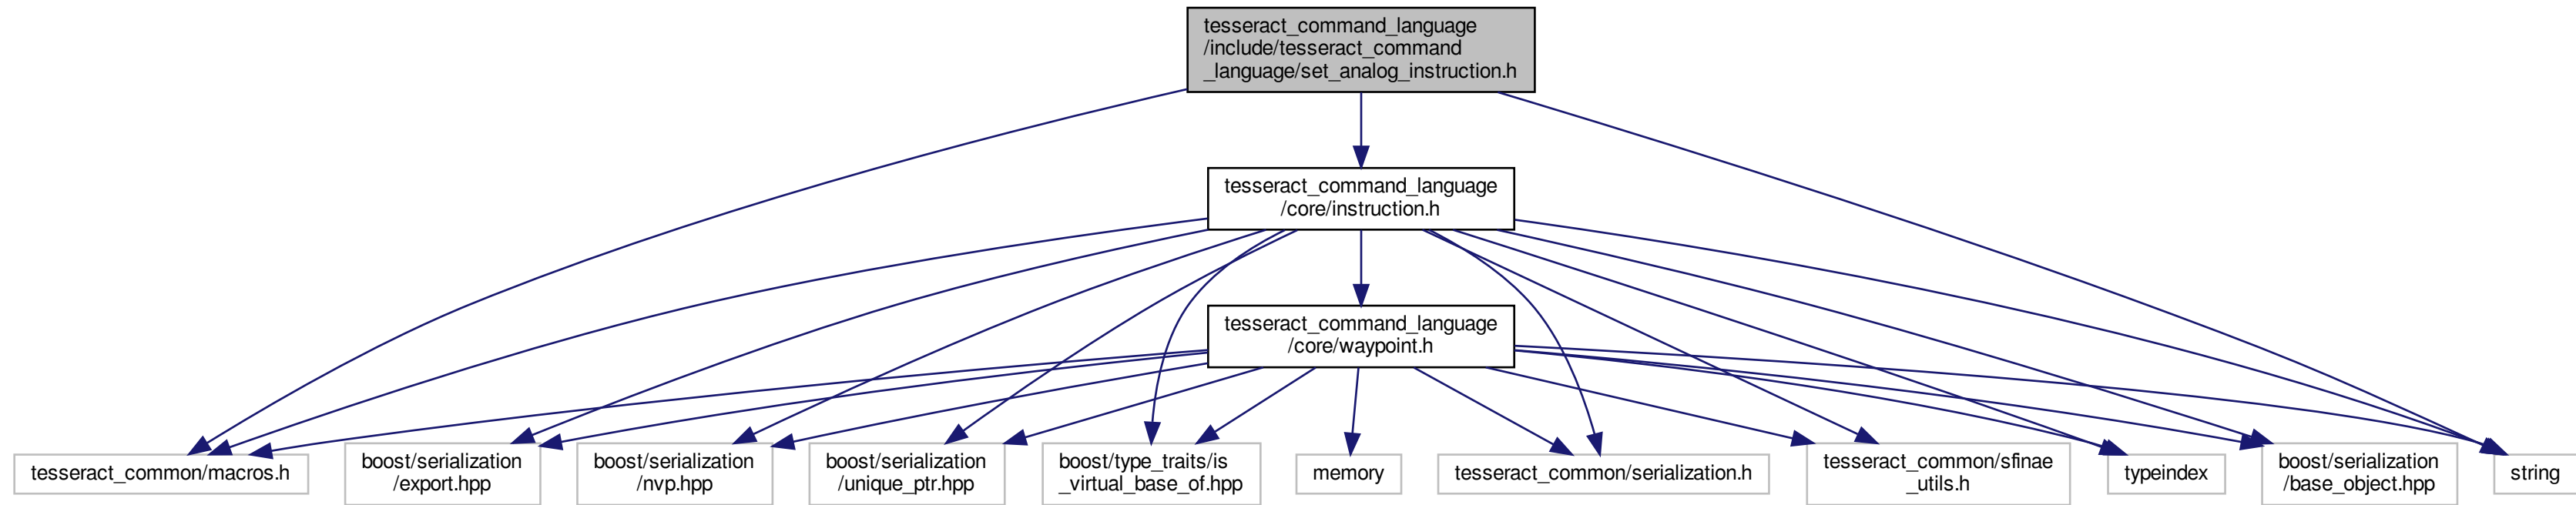 tesseract_command_language
/include/tesseract_command
_language/set_analog_instruction.h
tesseract_command_language
/core/instruction.h
tesseract_command_language
/core/waypoint.h
tesseract_common/macros.h
boost/serialization
/export.hpp
boost/serialization
/nvp.hpp
boost/serialization
/unique_ptr.hpp
boost/type_traits/is
_virtual_base_of.hpp
memory
tesseract_common/serialization.h
tesseract_common/sfinae
_utils.h
typeindex
boost/serialization
/base_object.hpp
string